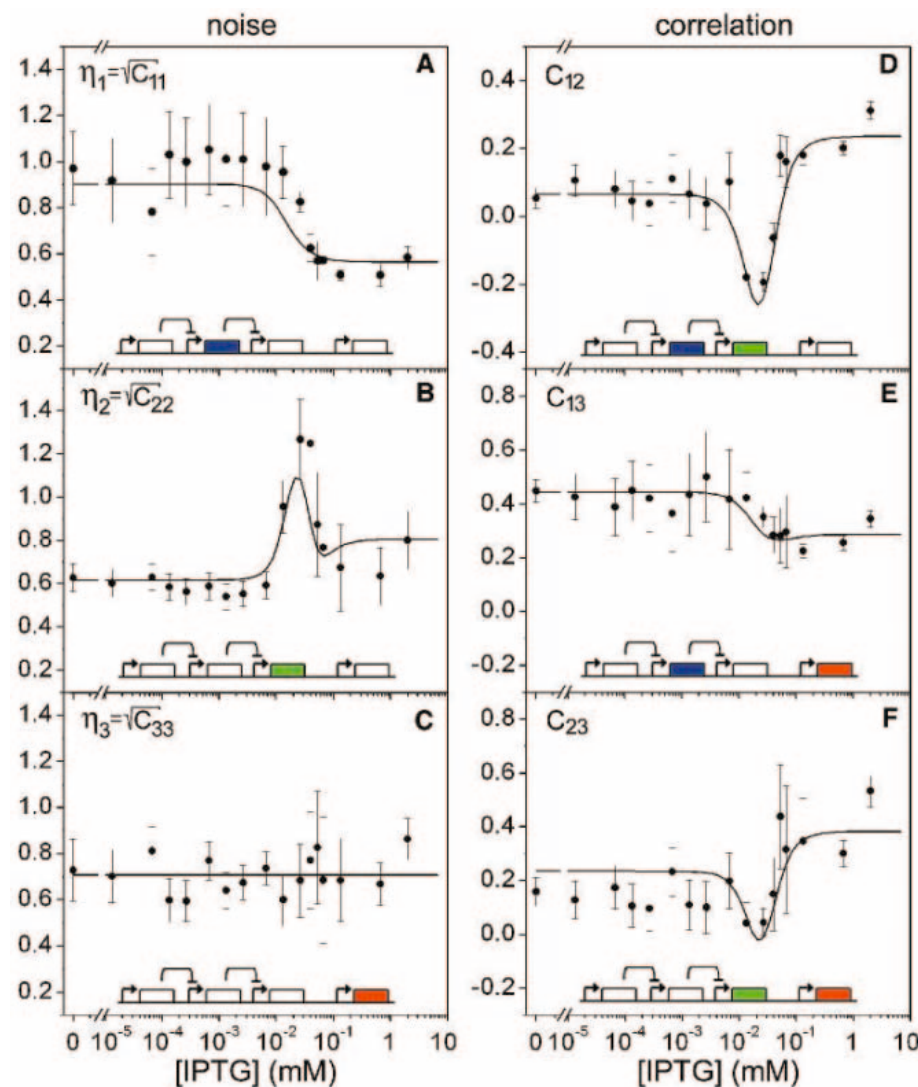 noise
correlation
A
η₁=√C₁₁
1.4
1.2
1.0
0.8
0.6
0.4
0.2
D
C₁₂
0.4
0.2
0.0
-0.2
-0.4
B
η₂=√C₂₂
1.4
1.2
1.0
0.8
0.6
0.4
0.2
E
C₁₃
0.8
0.6
0.4
0.2
0.0
-0.2
C
η₃=√C₃₃
1.4
1.2
1.0
0.8
0.6
0.4
0.2
F
C₂₃
0.8
0.6
0.4
0.2
0.0
-0.2
0 10⁻⁵ 10⁻⁴ 10⁻³ 10⁻² 10⁻¹ 10⁰
[IPTG] (mM)
0 10⁻⁵ 10⁻⁴ 10⁻³ 10⁻² 10⁻¹ 1 10
[IPTG] (mM)